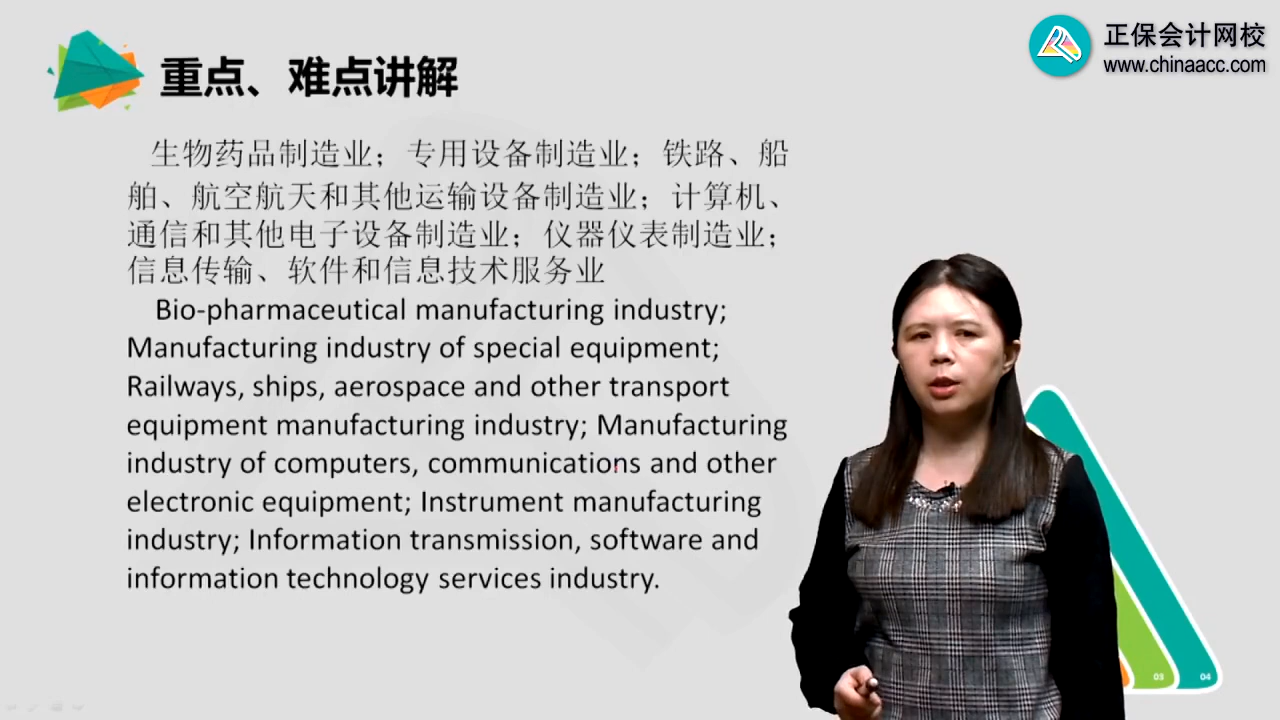 正保会计网校
www.chinaacc.com
重点、难点讲解
生物药品制造业；专用设备制造业；铁路、船
舶、航空航天和其他运输设备制造业；计算机、
通信和其他电子设备制造业；仪器仪表制造业；
信息传输、软件和信息技术服务业
Bio-pharmaceutical manufacturing industry;
Manufacturing industry of special equipment;
Railways, ships, aerospace and other transport
equipment manufacturing industry; Manufacturing
industry of computers, communications and other
electronic equipment; Instrument manufacturing
industry; Information transmission, software and
information technology services industry.
03 04